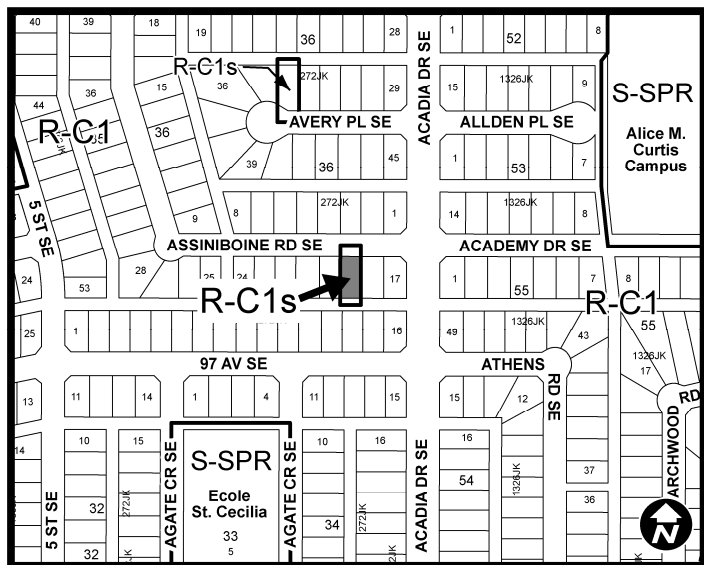 40
39
18
19
36
28
1
52
8
R-C1s
272JK
36
29
15
1326JK
9
S-SPR
Alice M.
Curtis
Campus
44
36
15
R-C1
35
36
AVERY PL SE
ACADIA DR SE
ALLDEN PL SE
39
36
45
1
53
7
5 ST SE
9
8
272JK
1
14
1326JK
8
ASSINIBOINE RD SE
ACADEMY DR SE
24
53
28
25
24
17
1
55
7
8
R-C1s
R-C1
25
1
16
49
1326JK
43
55
1326JK
17
97 AV SE
ATHENS
RD SE
13
11
14
1
4
11
15
15
12
ARCHWOOD
RD
14
10
15
AGATE CR SE
S-SPR
Ecole
St. Cecilia
33
5
AGATE CR SE
10
16
ACADIA DR SE
16
54
1326JK
37
36
5 ST SE
32
272JK
32
34
272JK
N